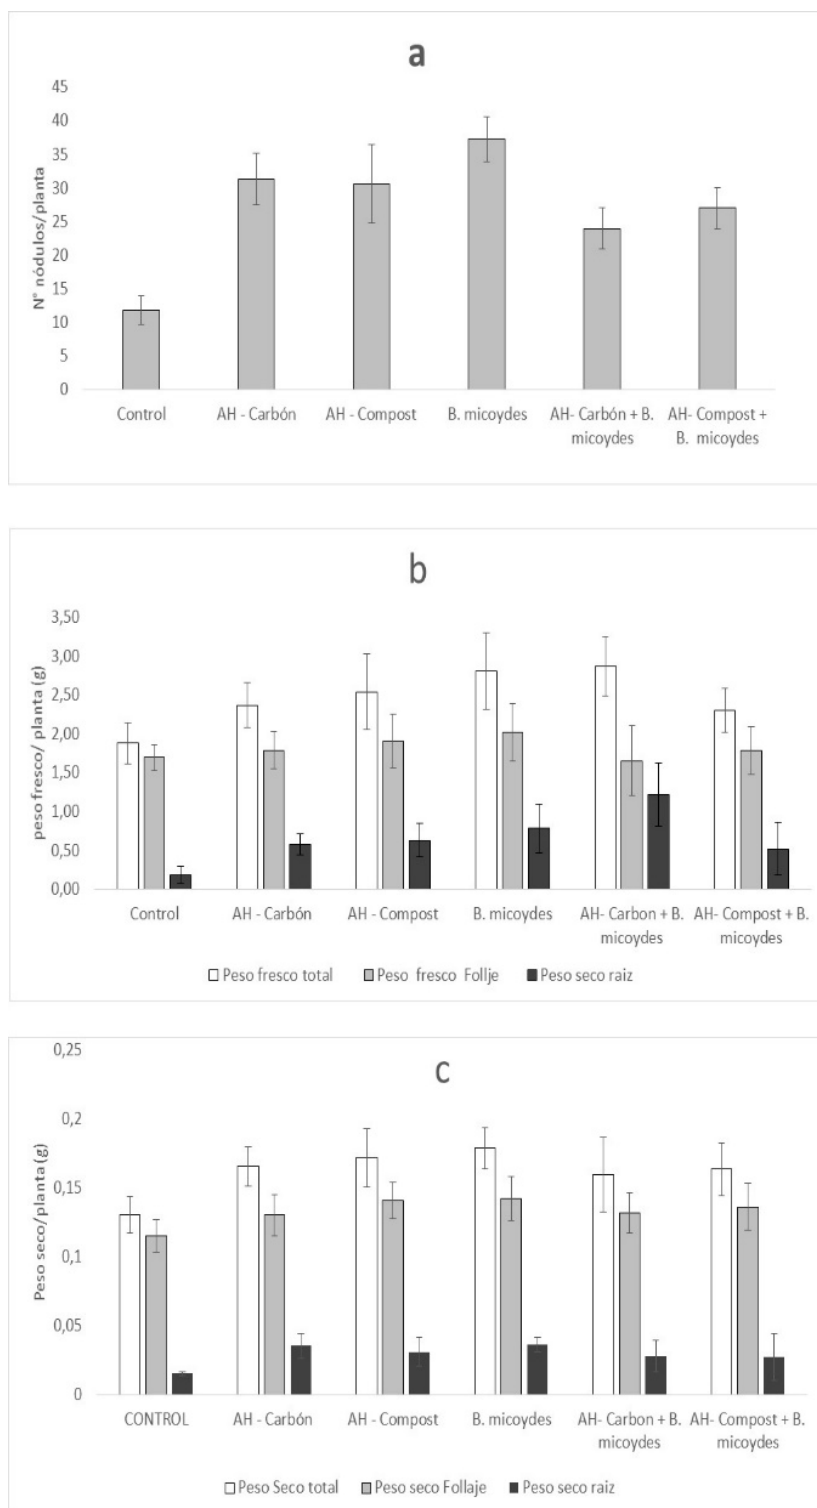 a
N° nódulos/planta
45
40
35
30
25
20
15
10
5
0
Control
AH - Carbón
AH - Compost
B. micoydes
AH- Carbón + B.
micoydes
AH- Compost +
B. micoydes
b
peso fresco/ planta (g)
3,50
3,00
2,50
2,00
1,50
1,00
0,50
0,00
Control
AH - Carbón
AH - Compost
B. micoydes
AH- Carbon + B.
micoydes
AH- Compost + B.
micoydes
Peso fresco total
Peso fresco Follje
Peso seco raiz
c
Peso seco/planta (g)
0,25
0,2
0,15
0,1
0,05
0
CONTROL
AH - Carbón
AH - Compost
B. micoydes
AH- Carbon + B.
micoydes
AH- Compost + B.
micoydes
Peso Seco total
Peso seco Follaje
Peso seco raiz